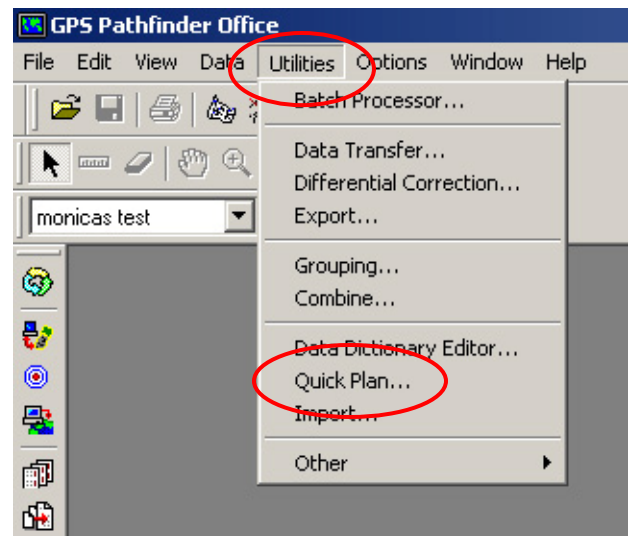 GPS Pathfinder Office
File Edit View Data Utilities Options Window Help
Batch Processor...
Data Transfer...
Differential Correction...
monicas test
Export...
Grouping...
Combine...
Data Dictionary Editor...
Quick Plan...
Import...
Other